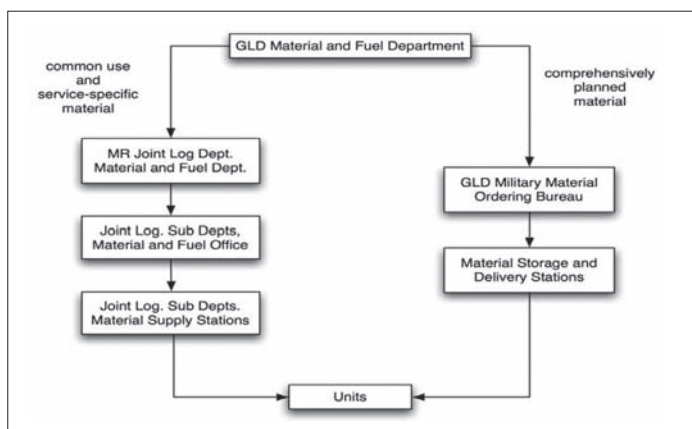 GLD Material and Fuel Department
common use
and
service-specific
material
comprehensively
planned
material
MR Joint Log Dept.
Material and Fuel Dept.
GLD Military Material
Ordering Bureau
Joint Log. Sub Depts,
Material and Fuel Office
Material Storage and
Delivery Stations
Joint Log. Sub Depts.
Material Supply Stations
Units